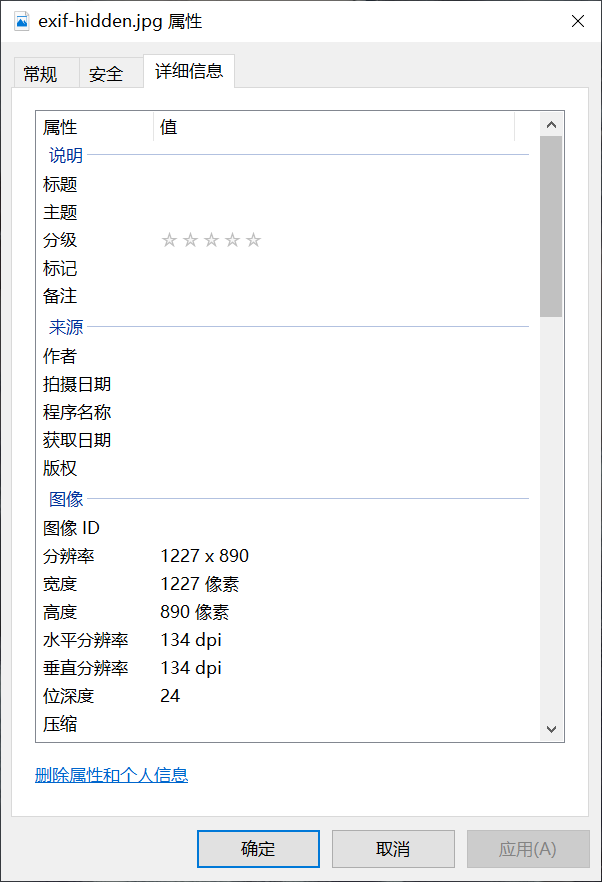 exif-hidden.jpg 属性
常规 安全 详细信息
属性 值
说明
标题
主题
分级 ☆☆☆☆☆
标记
备注
来源
作者
拍摄日期
程序名称
获取日期
版权
图像
图像 ID
分辨率 1227 x 890
宽度 1227 像素
高度 890 像素
水平分辨率 134 dpi
垂直分辨率 134 dpi
位深度 24
压缩
删除属性和个人信息
确定 取消 应用(A)